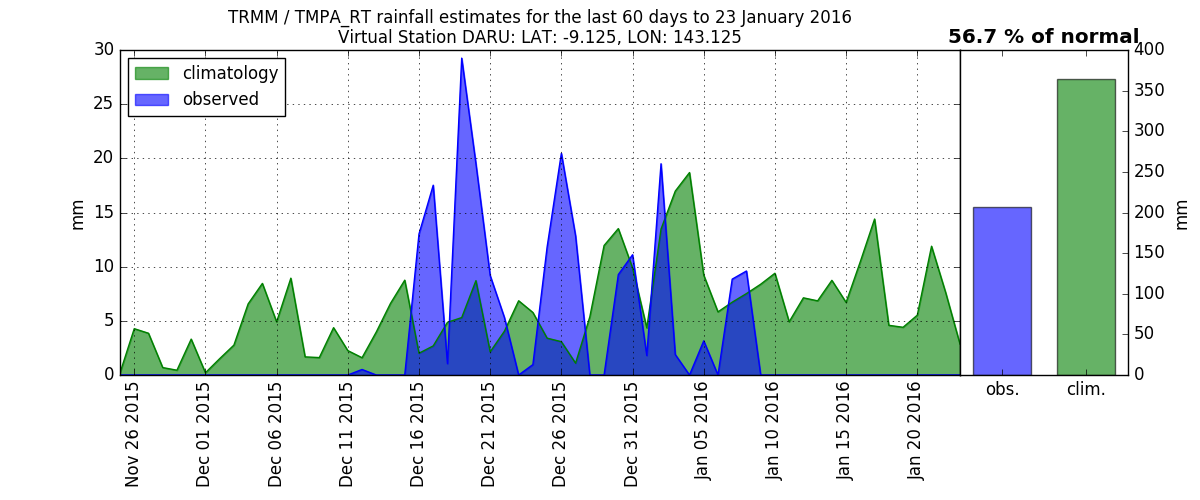 TRMM / TMPA_RT rainfall estimates for the last 60 days to 23 January 2016
Virtual Station DARU: LAT: -9.125, LON: 143.125
56.7 % of normal
climatology
observed
mm
30
25
20
15
10
5
0
Nov 26 2015
Dec 01 2015
Dec 06 2015
Dec 11 2015
Dec 16 2015
Dec 21 2015
Dec 26 2015
Dec 31 2015
Jan 05 2016
Jan 10 2016
Jan 15 2016
Jan 20 2016
400
350
300
250
200
150
100
50
0
mm
obs.
clim.